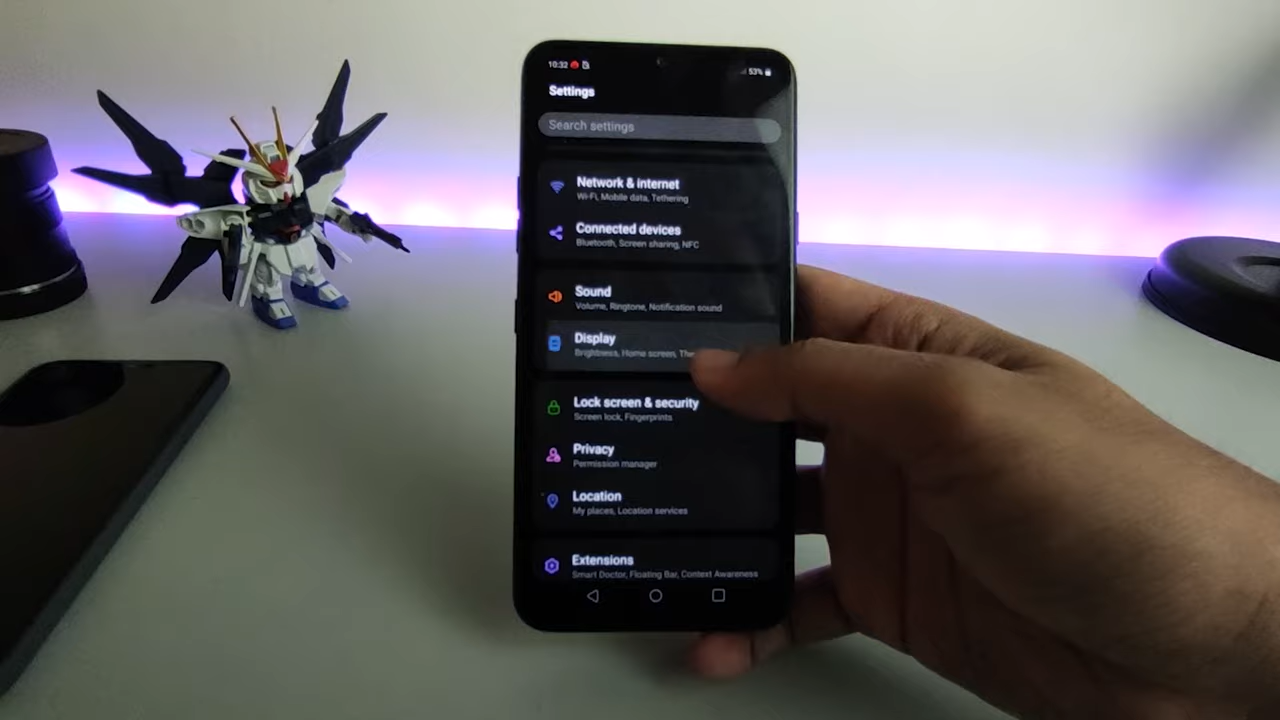 10:32
53%
Settings
Search settings
Network & internet
Wi-Fi, Mobile data, Tethering
Connected devices
Bluetooth, Screen sharing, NFC
Sound
Volume, Ringtone, Notification sound
Display
Brightness, Home screen,
Lock screen & security
Screen lock, Fingerprints
Privacy
Permission manager
Location
My places, Location services
Extensions
Smart Doctor, Floating Bar, Context Awareness